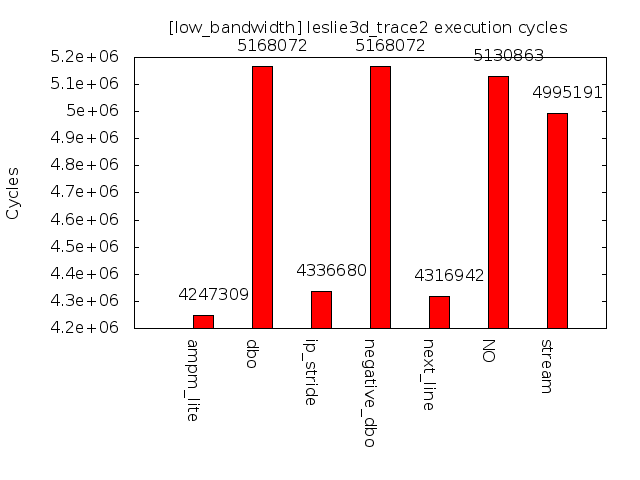 [low_bandwidth] leslie3d_trace2 execution cycles
5168072 5168072
5.2e+06
5130863
5.1e+06
4995191
5e+06
4.9e+06
4.8e+06
4.7e+06
Cycles
4.6e+06
4.5e+06
4.4e+06
4336680
4316942
4.3e+06
4247309
4.2e+06
ampm_lite
dbo
ip_stride
negative_dbo
next_line
NO
stream